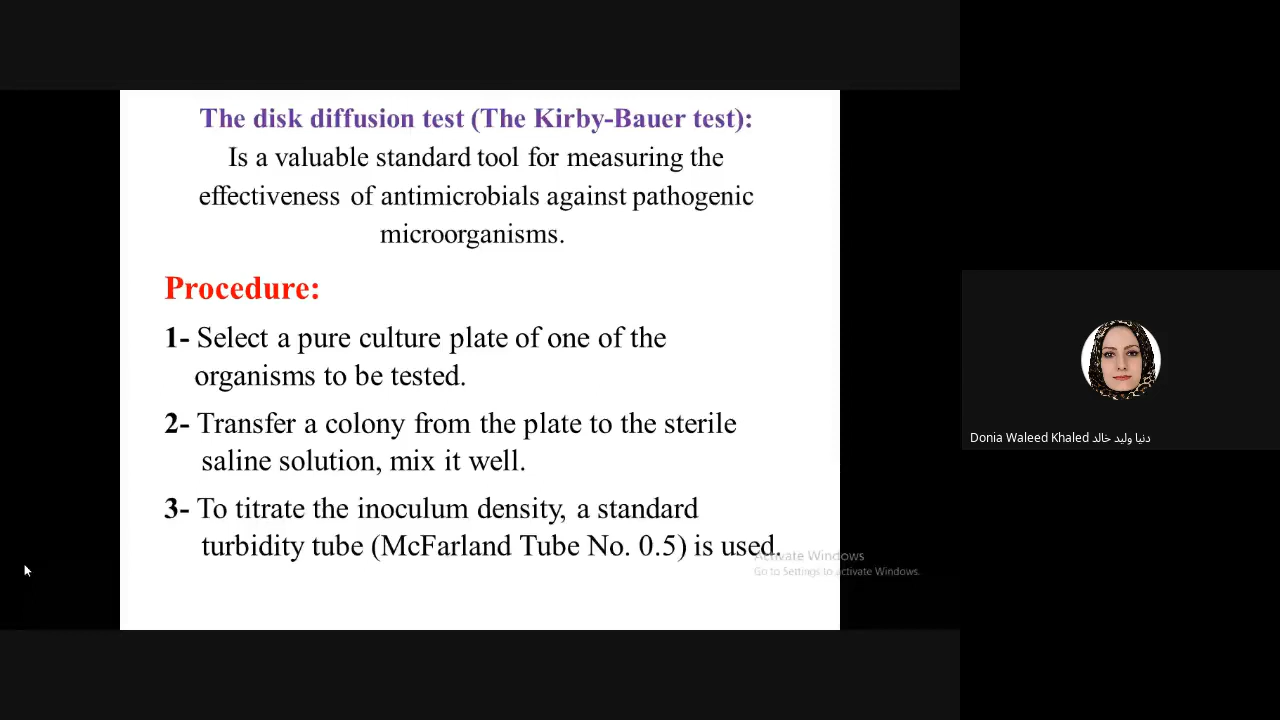 The disk diffusion test (The Kirby-Bauer test):
Is a valuable standard tool for measuring the
effectiveness of antimicrobials against pathogenic
microorganisms.
Procedure:
1- Select a pure culture plate of one of the
organisms to be tested.
2- Transfer a colony from the plate to the sterile
saline solution, mix it well.
3- To titrate the inoculum density, a standard
turbidity tube (McFarland Tube No. 0.5) is used.
Activate Windows
Go to Settings to activate Windows.
Donia Waleed Khaled دنيا وليد خالد